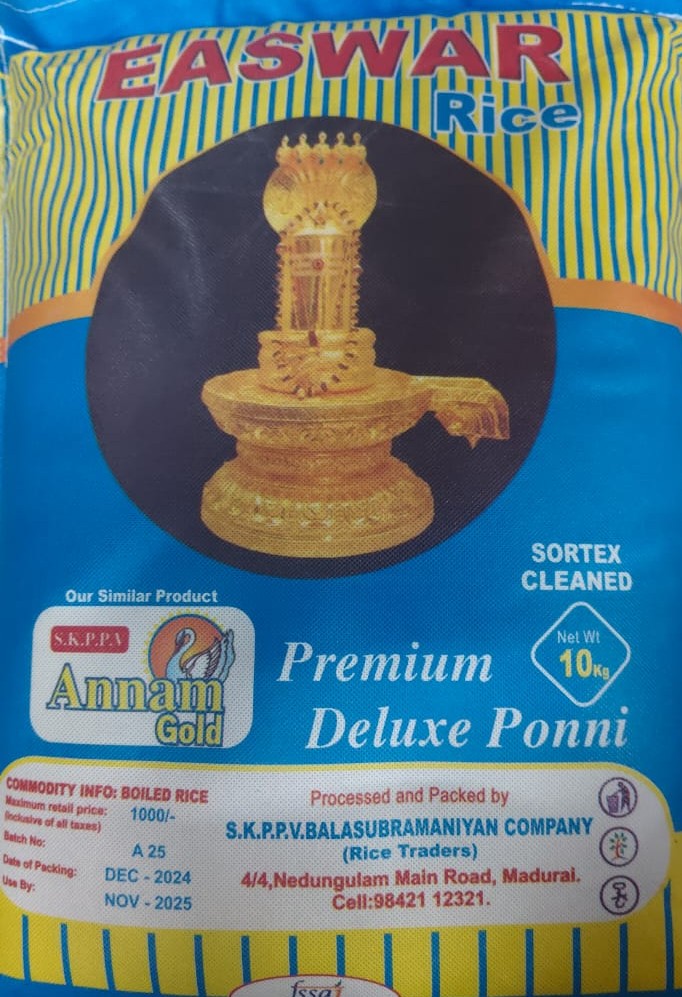 EASWAR
Rice
SORTEX
CLEANED
Our Similar Product
S.K.P.P.V
Annam
Gold
Net Wt
10Kg
Premium
Deluxe Ponni
COMMODITY INFO: BOILED RICE
Maximum retail price: 1000/-
(inclusive of all taxes)
Batch No: A 25
Date of Packing: DEC - 2024
Use By: NOV - 2025
Processed and Packed by
S.K.P.P.V.BALASUBRAMANIYAN COMPANY
(Rice Traders)
4/4,Nedungulam Main Road, Madurai.
Cell:98421 12321.
fssai